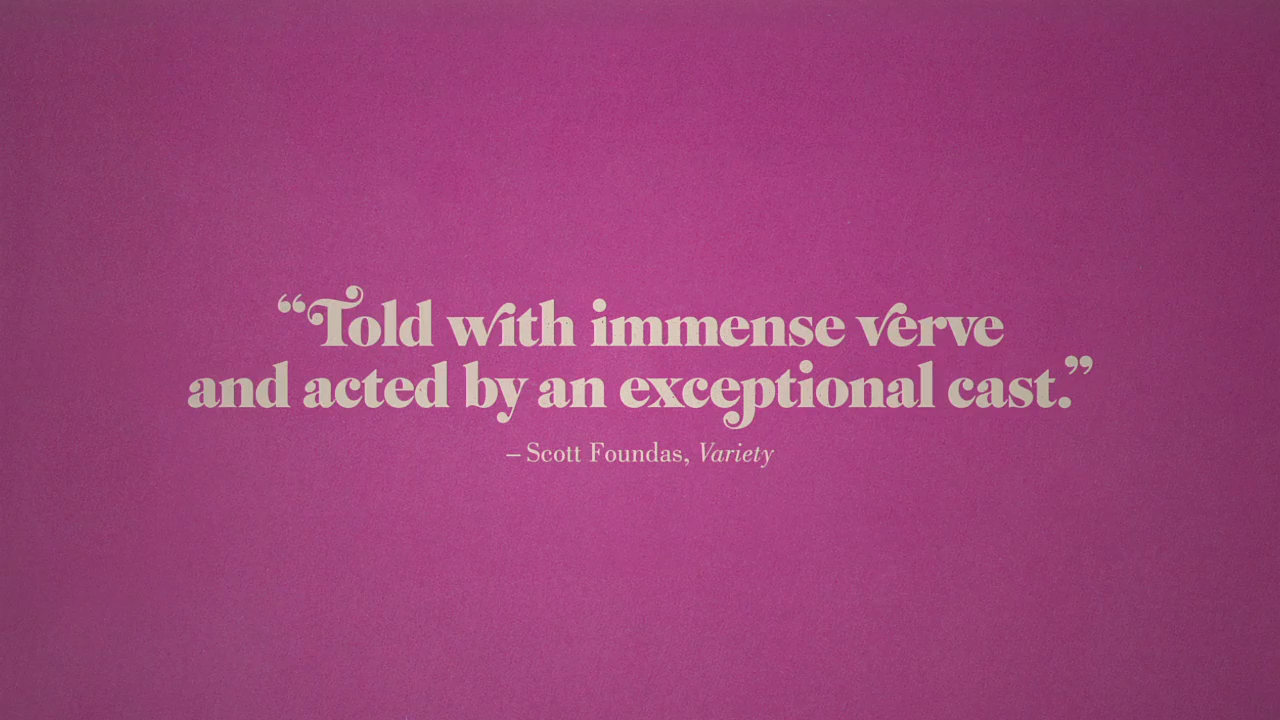 “Told with immense verve
and acted by an exceptional cast.”
– Scott Foundas, Variety